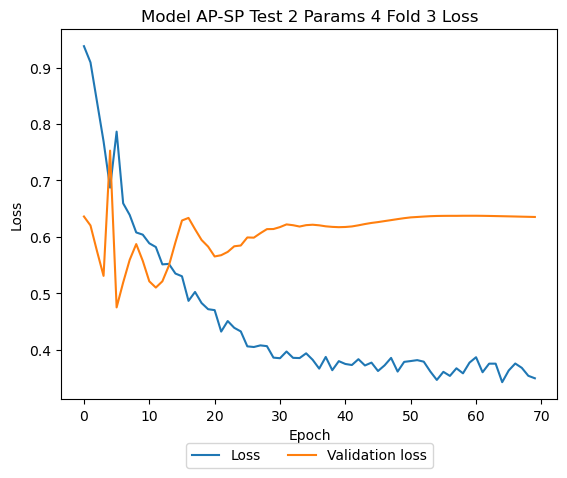 Model AP-SP Test 2 Params 4 Fold 3 Loss
Loss
0.9
0.8
0.7
0.6
0.5
0.4
0 10 20 30 40 50 60 70
Epoch
Loss Validation loss